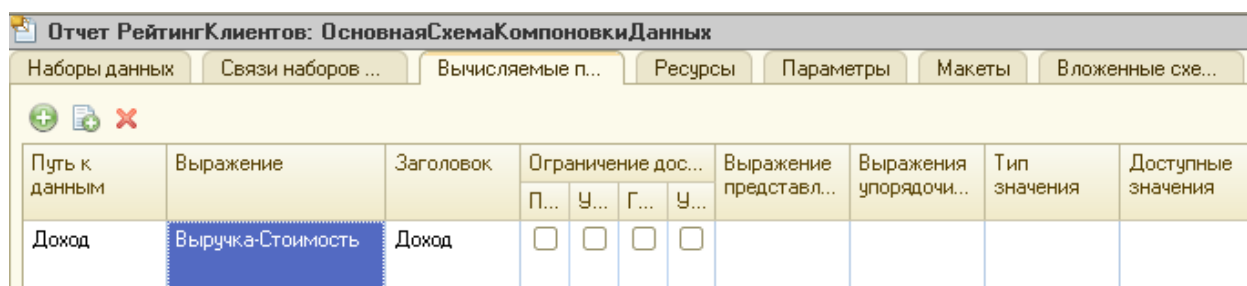 Отчет РейтингКлиентов: ОсновнаяСхемаКомпоновкиДанных
Наборы данных Связи наборов ... Вычисляемые п... Ресурсы Параметры Макеты Вложенные схе...
Путь к данным Выражение Заголовок Ограничение дос... Выражение представл... Выражения упорядочи... Тип значения Доступные значения
П... У... Г... У...
Доход Выручка-Стоимость Доход